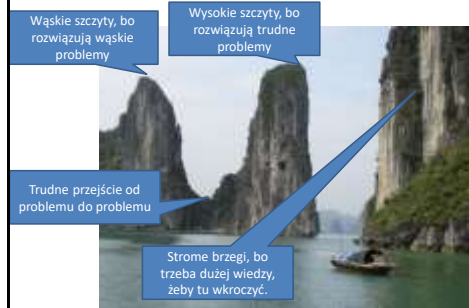 Wąskie szczyty, bo
rozwiązują wąskie
problemy
Wysokie szczyty, bo
rozwiązują trudne
problemy
Trudne przejście od
problemu do problemu
Strome brzegi, bo
trzeba dużej wiedzy,
żeby tu wkroczyć.